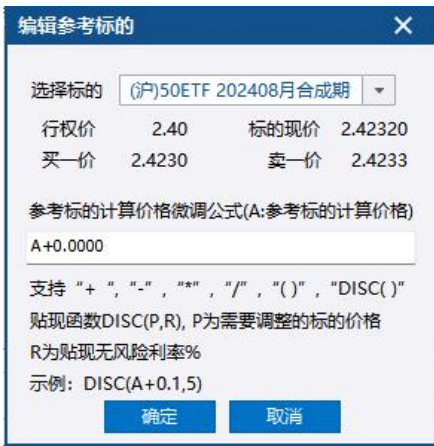 编辑参考标的
选择标的 (沪)50ETF 202408月合成期
行权价 2.40 标的现价 2.42320
买一价 2.4230 卖一价 2.4233
参考标的计算价格微调公式(A:参考标的计算价格)
A+0.0000
支持 "+ ", "-", "*" , "/" , "( )" , "DISC( )"
贴现函数DISC(P,R), P为需要调整的标的价格
R为贴现无风险利率%
示例：DISC(A+0.1,5)
确定 取消